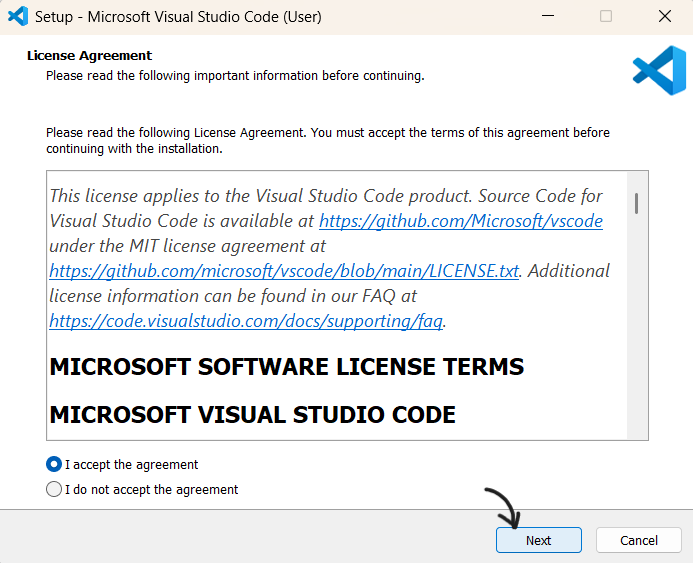 Setup - Microsoft Visual Studio Code (User)
License Agreement
Please read the following important information before continuing.
Please read the following License Agreement. You must accept the terms of this agreement before
continuing with the installation.
This license applies to the Visual Studio Code product. Source Code for
Visual Studio Code is available at https://github.com/Microsoft/vscode
under the MIT license agreement at
https://github.com/microsoft/vscode/blob/main/LICENSE.txt. Additional
license information can be found in our FAQ at
https://code.visualstudio.com/docs/supporting/faq.
MICROSOFT SOFTWARE LICENSE TERMS
MICROSOFT VISUAL STUDIO CODE
I accept the agreement
I do not accept the agreement
Next
Cancel